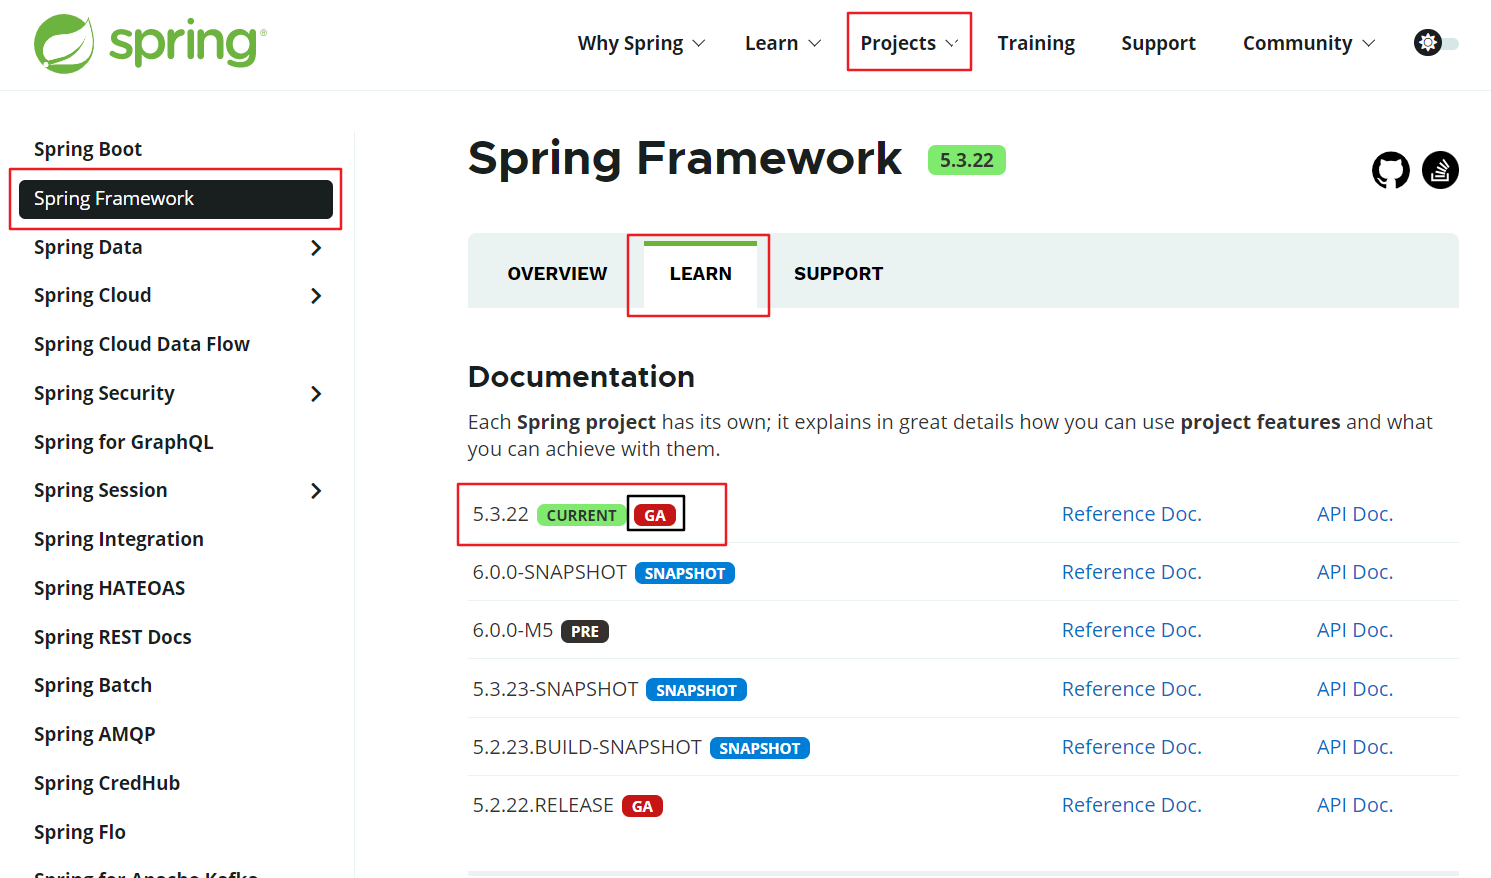 spring®
Why Spring Learn Projects Training Support Community
Spring Boot
Spring Framework
Spring Data
Spring Cloud
Spring Cloud Data Flow
Spring Security
Spring for GraphQL
Spring Session
Spring Integration
Spring HATEOAS
Spring REST Docs
Spring Batch
Spring AMQP
Spring CredHub
Spring Flo
Spring for Apache Kafka
Spring Framework 5.3.22
OVERVIEW LEARN SUPPORT
Documentation
Each Spring project has its own; it explains in great details how you can use project features and what
you can achieve with them.
5.3.22 CURRENT GA Reference Doc. API Doc.
6.0.0-SNAPSHOT SNAPSHOT Reference Doc. API Doc.
6.0.0-M5 PRE Reference Doc. API Doc.
5.3.23-SNAPSHOT SNAPSHOT Reference Doc. API Doc.
5.2.23.BUILD-SNAPSHOT SNAPSHOT Reference Doc. API Doc.
5.2.22.RELEASE GA Reference Doc. API Doc.